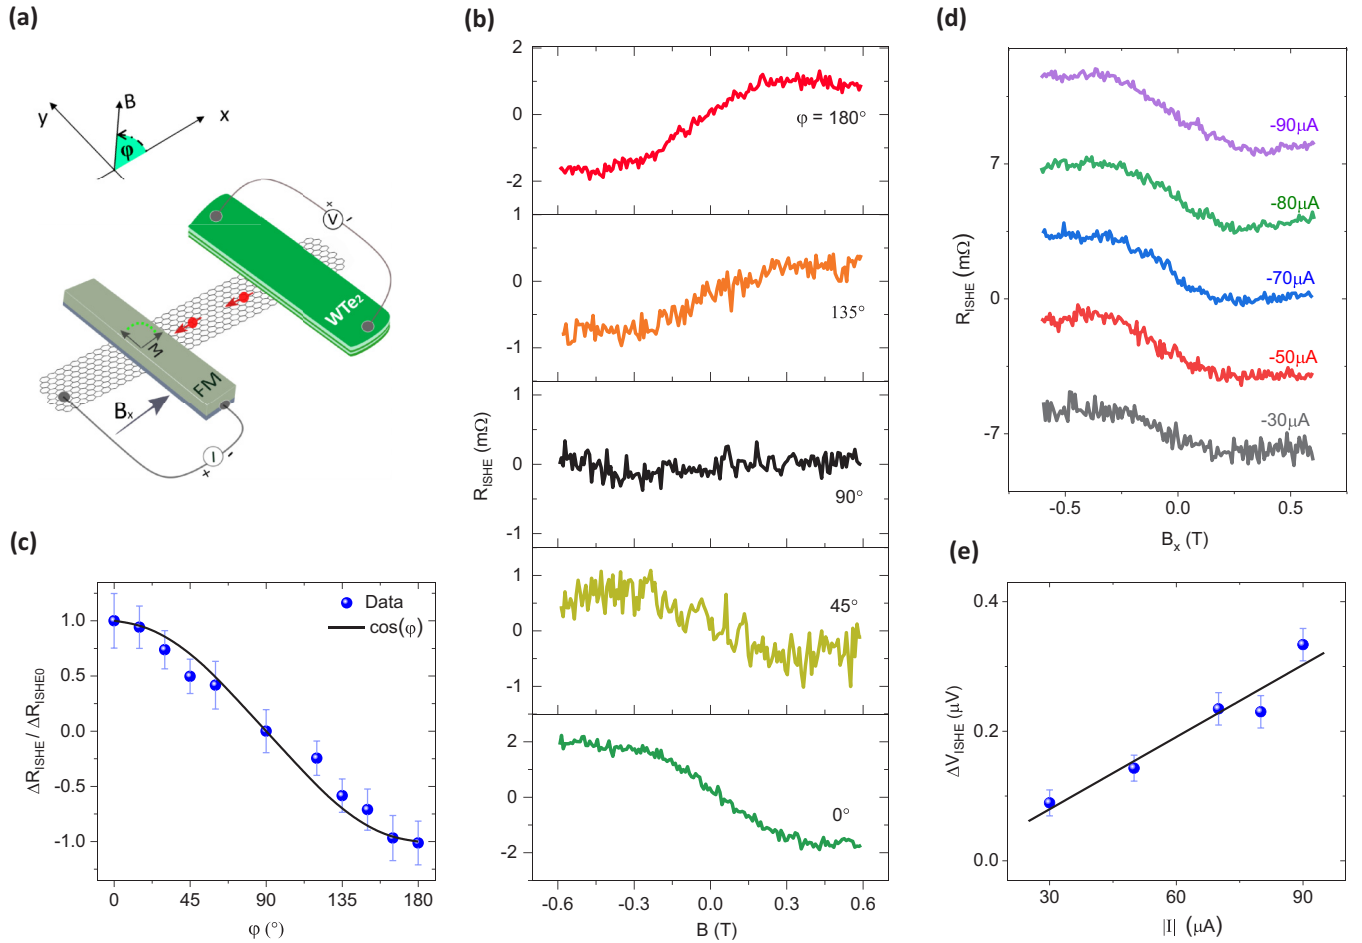 (a)
y
B
x
φ
V
+
-
WTe₂
M
FM
Bₓ
I
+
-
(b)
2
0
-2
φ = 180°
1
0
-1
135°
0
-1
90°
1
0
-1
45°
2
0
-2
0°
R_ISHE (mΩ)
-0.6 -0.3 0.0 0.3 0.6
B (T)
(c)
Data
cos(φ)
1.0
0.5
0.0
-0.5
-1.0
ΔR_ISHE / ΔR_ISHE0
0 45 90 135 180
φ (°)
(d)
-90μA
7
-80μA
-70μA
0
-50μA
-30μA
-7
R_ISHE (mΩ)
-0.5 0.0 0.5
Bₓ (T)
(e)
0.4
0.2
0.0
ΔV_ISHE (μV)
30 60 90
|I| (μA)